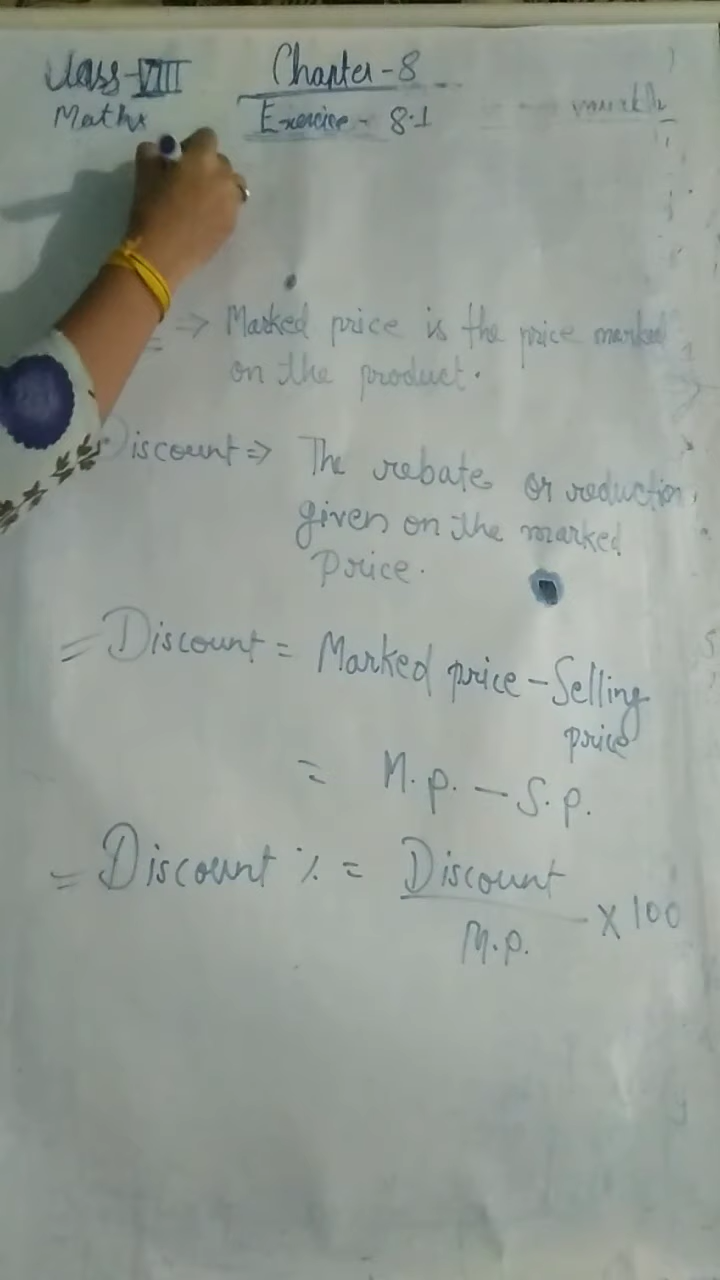 Class-VIII Chapter-8
Maths Exercise - 8.1
=> Marked price is the price marked
on the product.
Discount => The rebate or reduction
given on the marked
Price.
= Discount = Marked price - Selling
price
= M.p. - S.p.
= Discount % = Discount
M.p. × 100